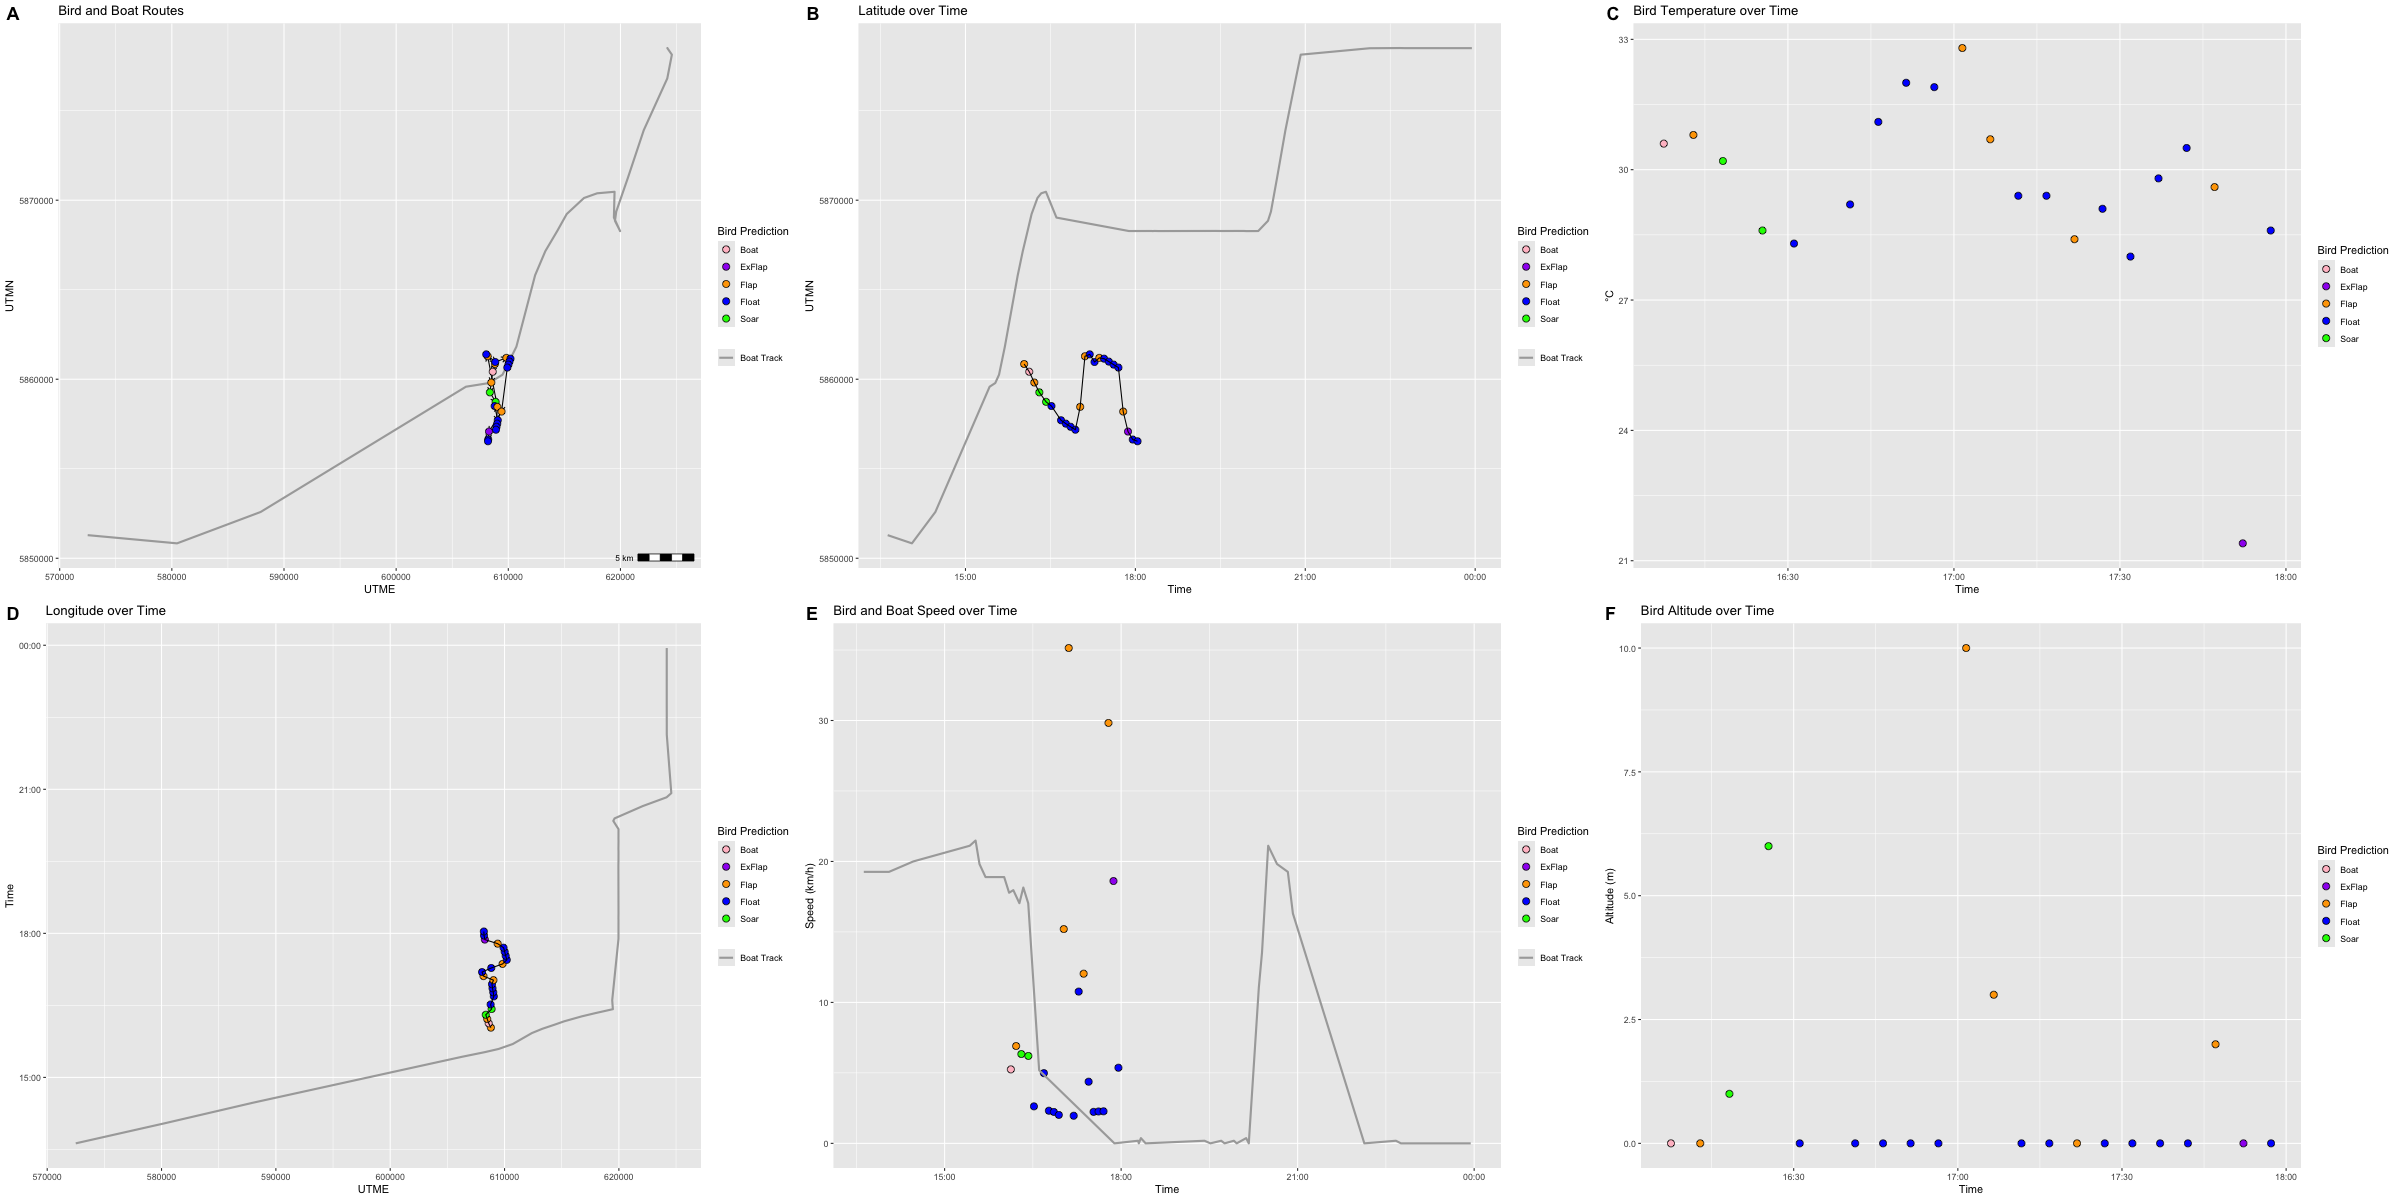 A Bird and Boat Routes
5870000
5860000
5850000
570000 580000 590000 600000 610000 620000
UTMN
UTME
5 km
Bird Prediction
Boat
ExFlap
Flap
Float
Soar
Boat Track
B Latitude over Time
5870000
5860000
5850000
15:00 18:00 21:00 00:00
UTMN
Time
Bird Prediction
Boat
ExFlap
Flap
Float
Soar
Boat Track
C Bird Temperature over Time
33
30
27
24
21
16:30 17:00 17:30 18:00
°C
Time
Bird Prediction
Boat
ExFlap
Flap
Float
Soar
D Longitude over Time
00:00
21:00
18:00
15:00
570000 580000 590000 600000 610000 620000
Time
UTME
Bird Prediction
Boat
ExFlap
Flap
Float
Soar
Boat Track
E Bird and Boat Speed over Time
30
20
10
0
15:00 18:00 21:00 00:00
Speed (km/h)
Time
Bird Prediction
Boat
ExFlap
Flap
Float
Soar
Boat Track
F Bird Altitude over Time
10.0
7.5
5.0
2.5
0.0
16:30 17:00 17:30 18:00
Altitude (m)
Time
Bird Prediction
Boat
ExFlap
Flap
Float
Soar